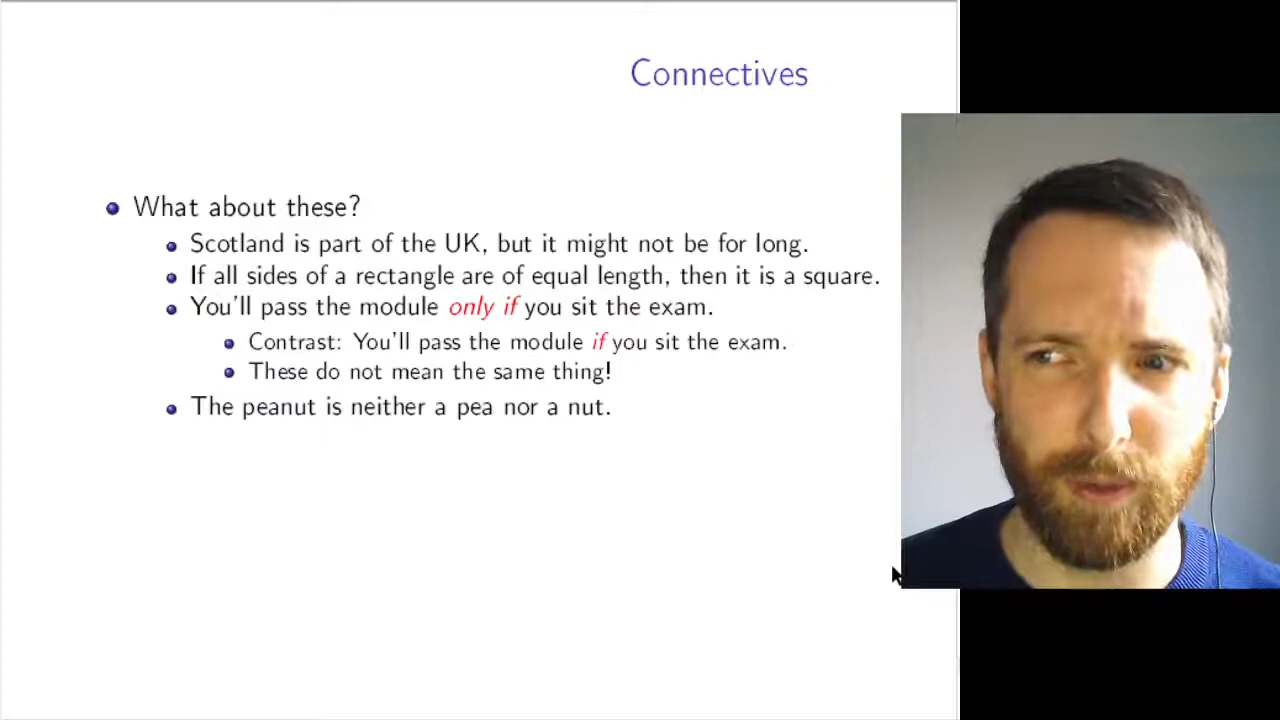 Connectives
What about these?
Scotland is part of the UK, but it might not be for long.
If all sides of a rectangle are of equal length, then it is a square.
You'll pass the module only if you sit the exam.
Contrast: You'll pass the module if you sit the exam.
These do not mean the same thing!
The peanut is neither a pea nor a nut.